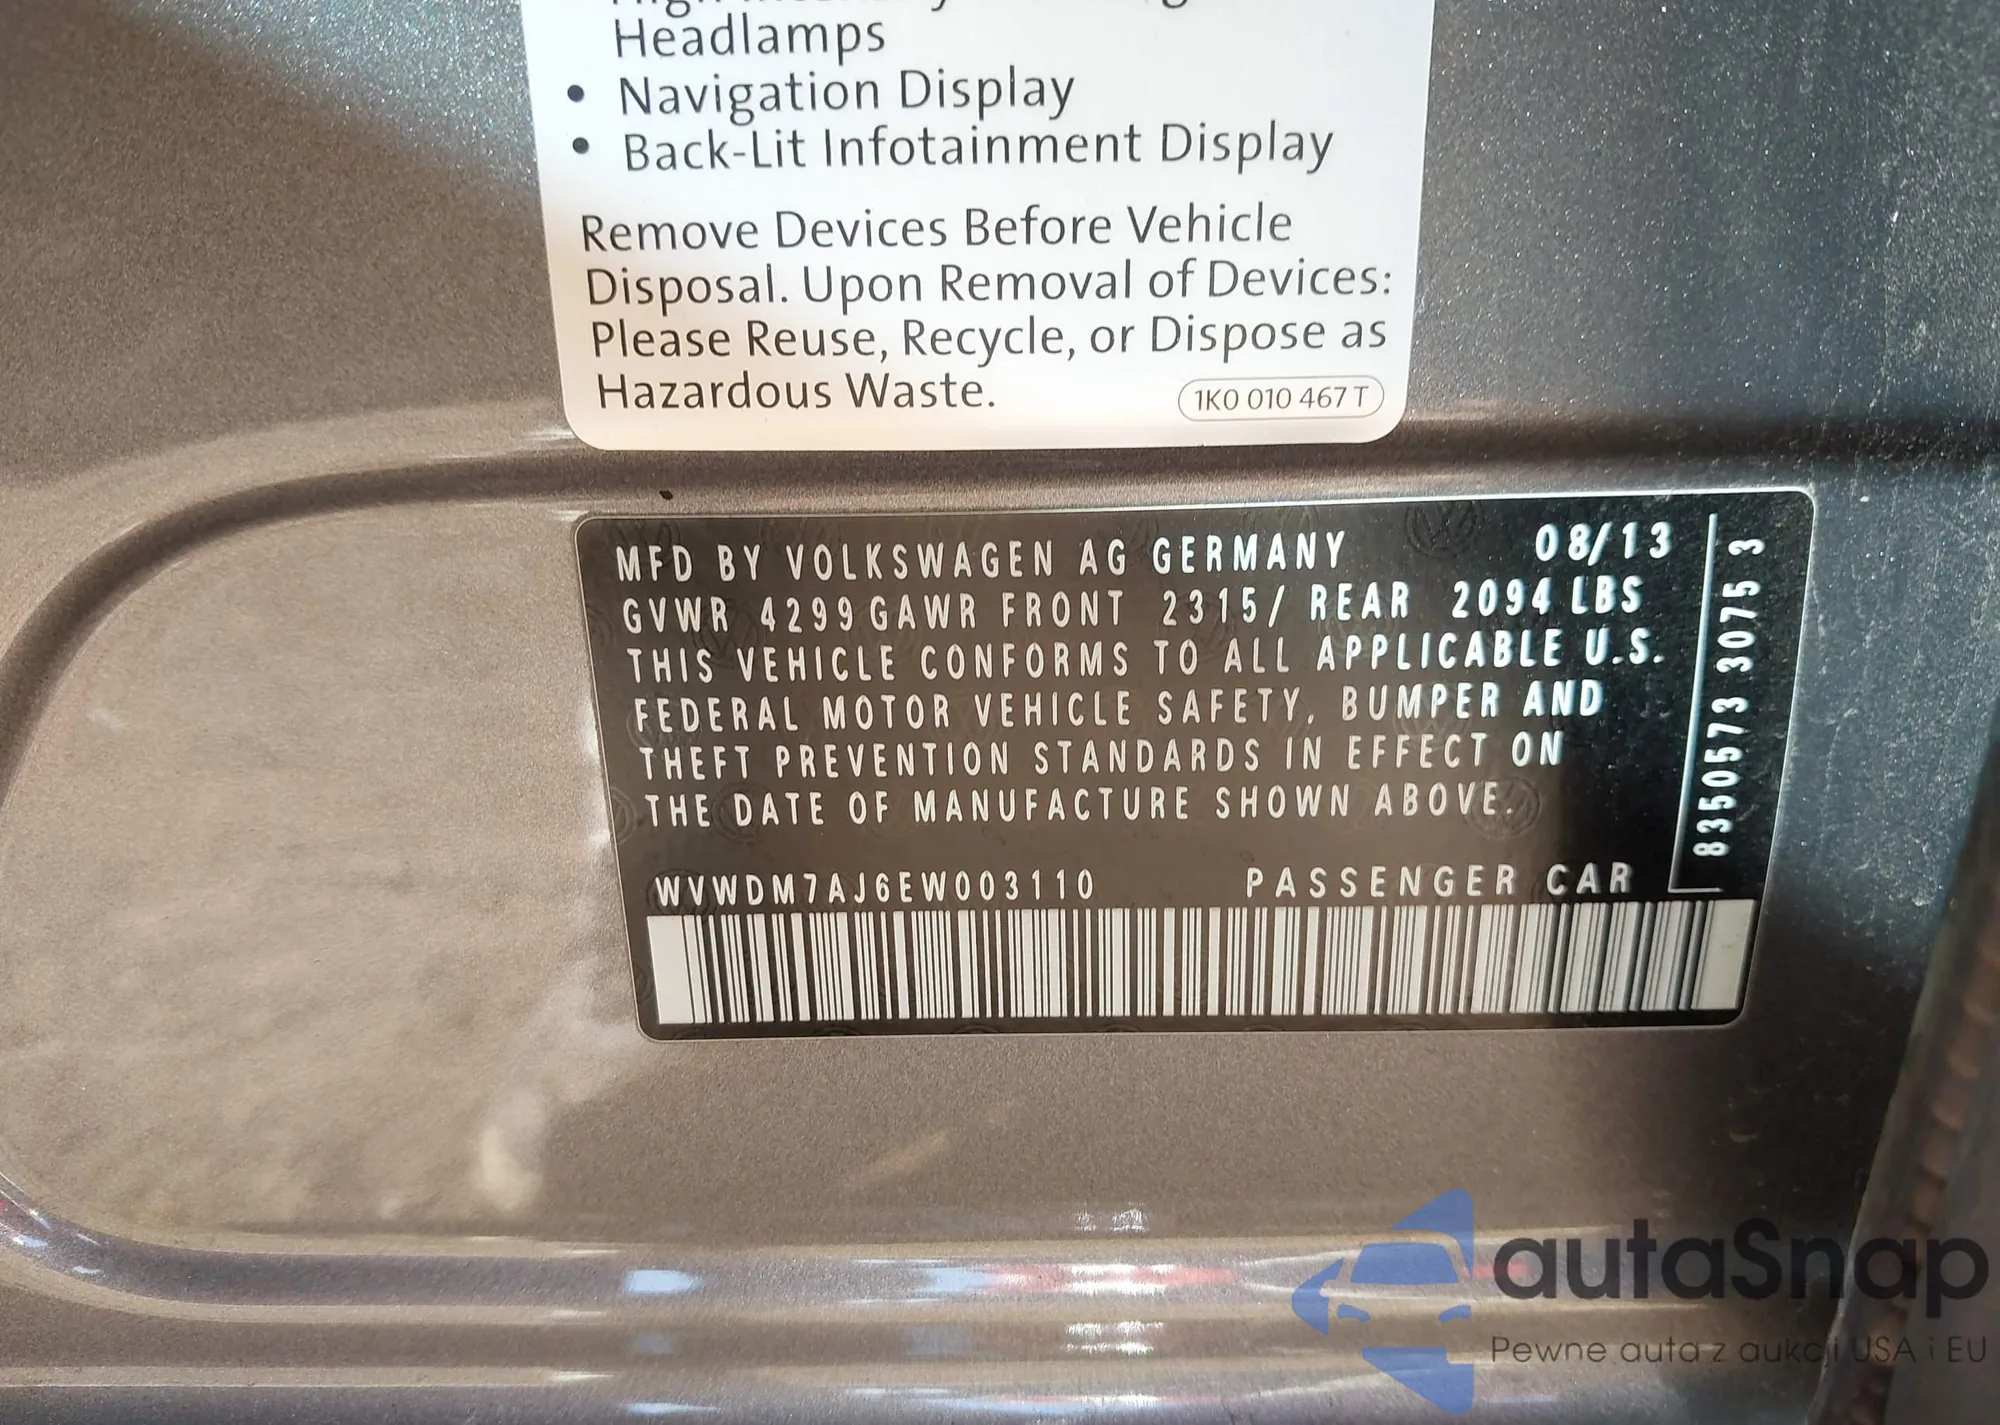 Headlamps
• Navigation Display
• Back-Lit Infotainment Display
Remove Devices Before Vehicle
Disposal. Upon Removal of Devices:
Please Reuse, Recycle, or Dispose as
Hazardous Waste.
1K0 010 467 T
MFD BY VOLKSWAGEN AG GERMANY 08/13
GVWR 4299 GAWR FRONT 2315/ REAR 2094 LBS
THIS VEHICLE CONFORMS TO ALL APPLICABLE U.S.
FEDERAL MOTOR VEHICLE SAFETY, BUMPER AND
THEFT PREVENTION STANDARDS IN EFFECT ON
THE DATE OF MANUFACTURE SHOWN ABOVE.
WVWDM7AJ6EW003110 PASSENGER CAR
8350573 3075 3
autaSnap
Pewne auta z aukcji USA i EU